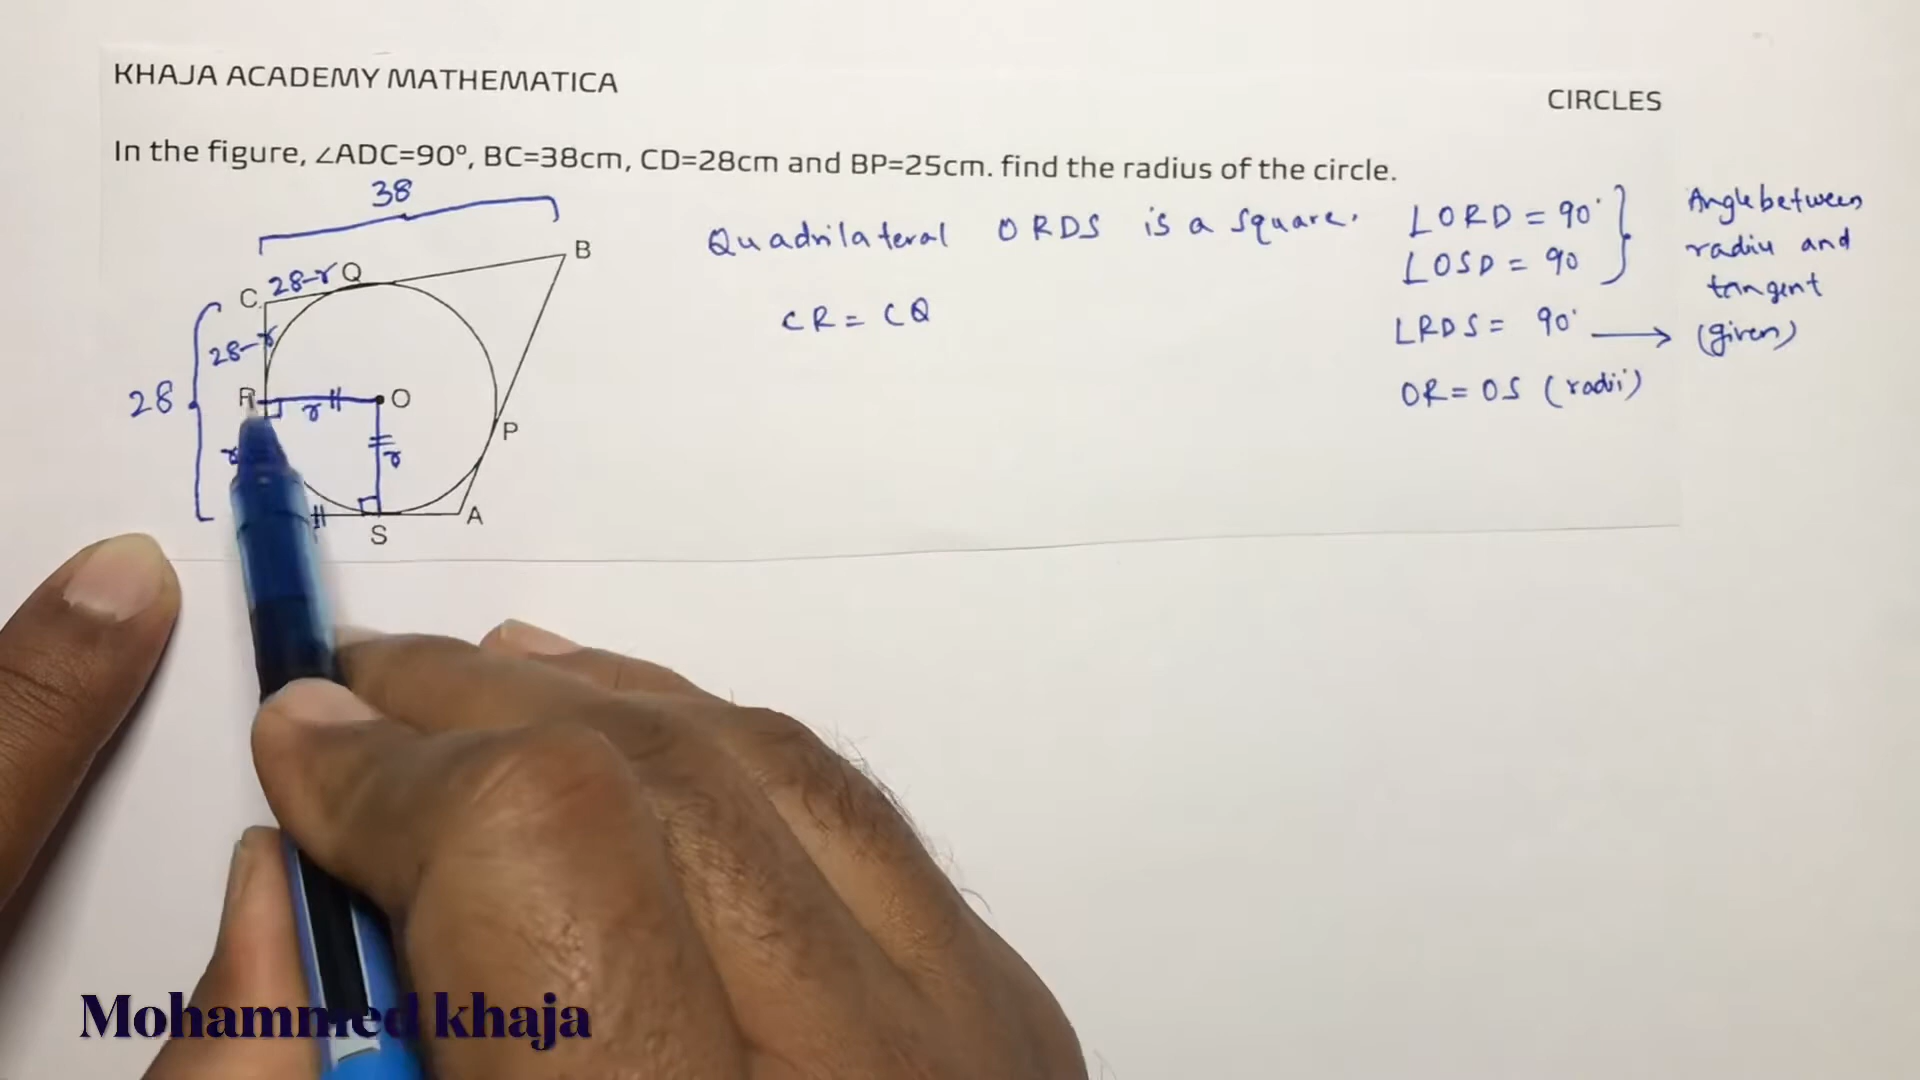 KHAJA ACADEMY MATHEMATICA
CIRCLES
In the figure, ∠ADC=90º, BC=38cm, CD=28cm and BP=25cm. find the radius of the circle.
38
B
28-r Q
C
28-r
28
R
r
O
r
r
P
A
S
Quadrilateral ORDS is a square.
CR = CQ
∠ORD = 90°
∠OSD = 90
Angle between
radiu and
tangent
∠RDS = 90° → (given)
OR = OS (radii)
Mohammed khaja